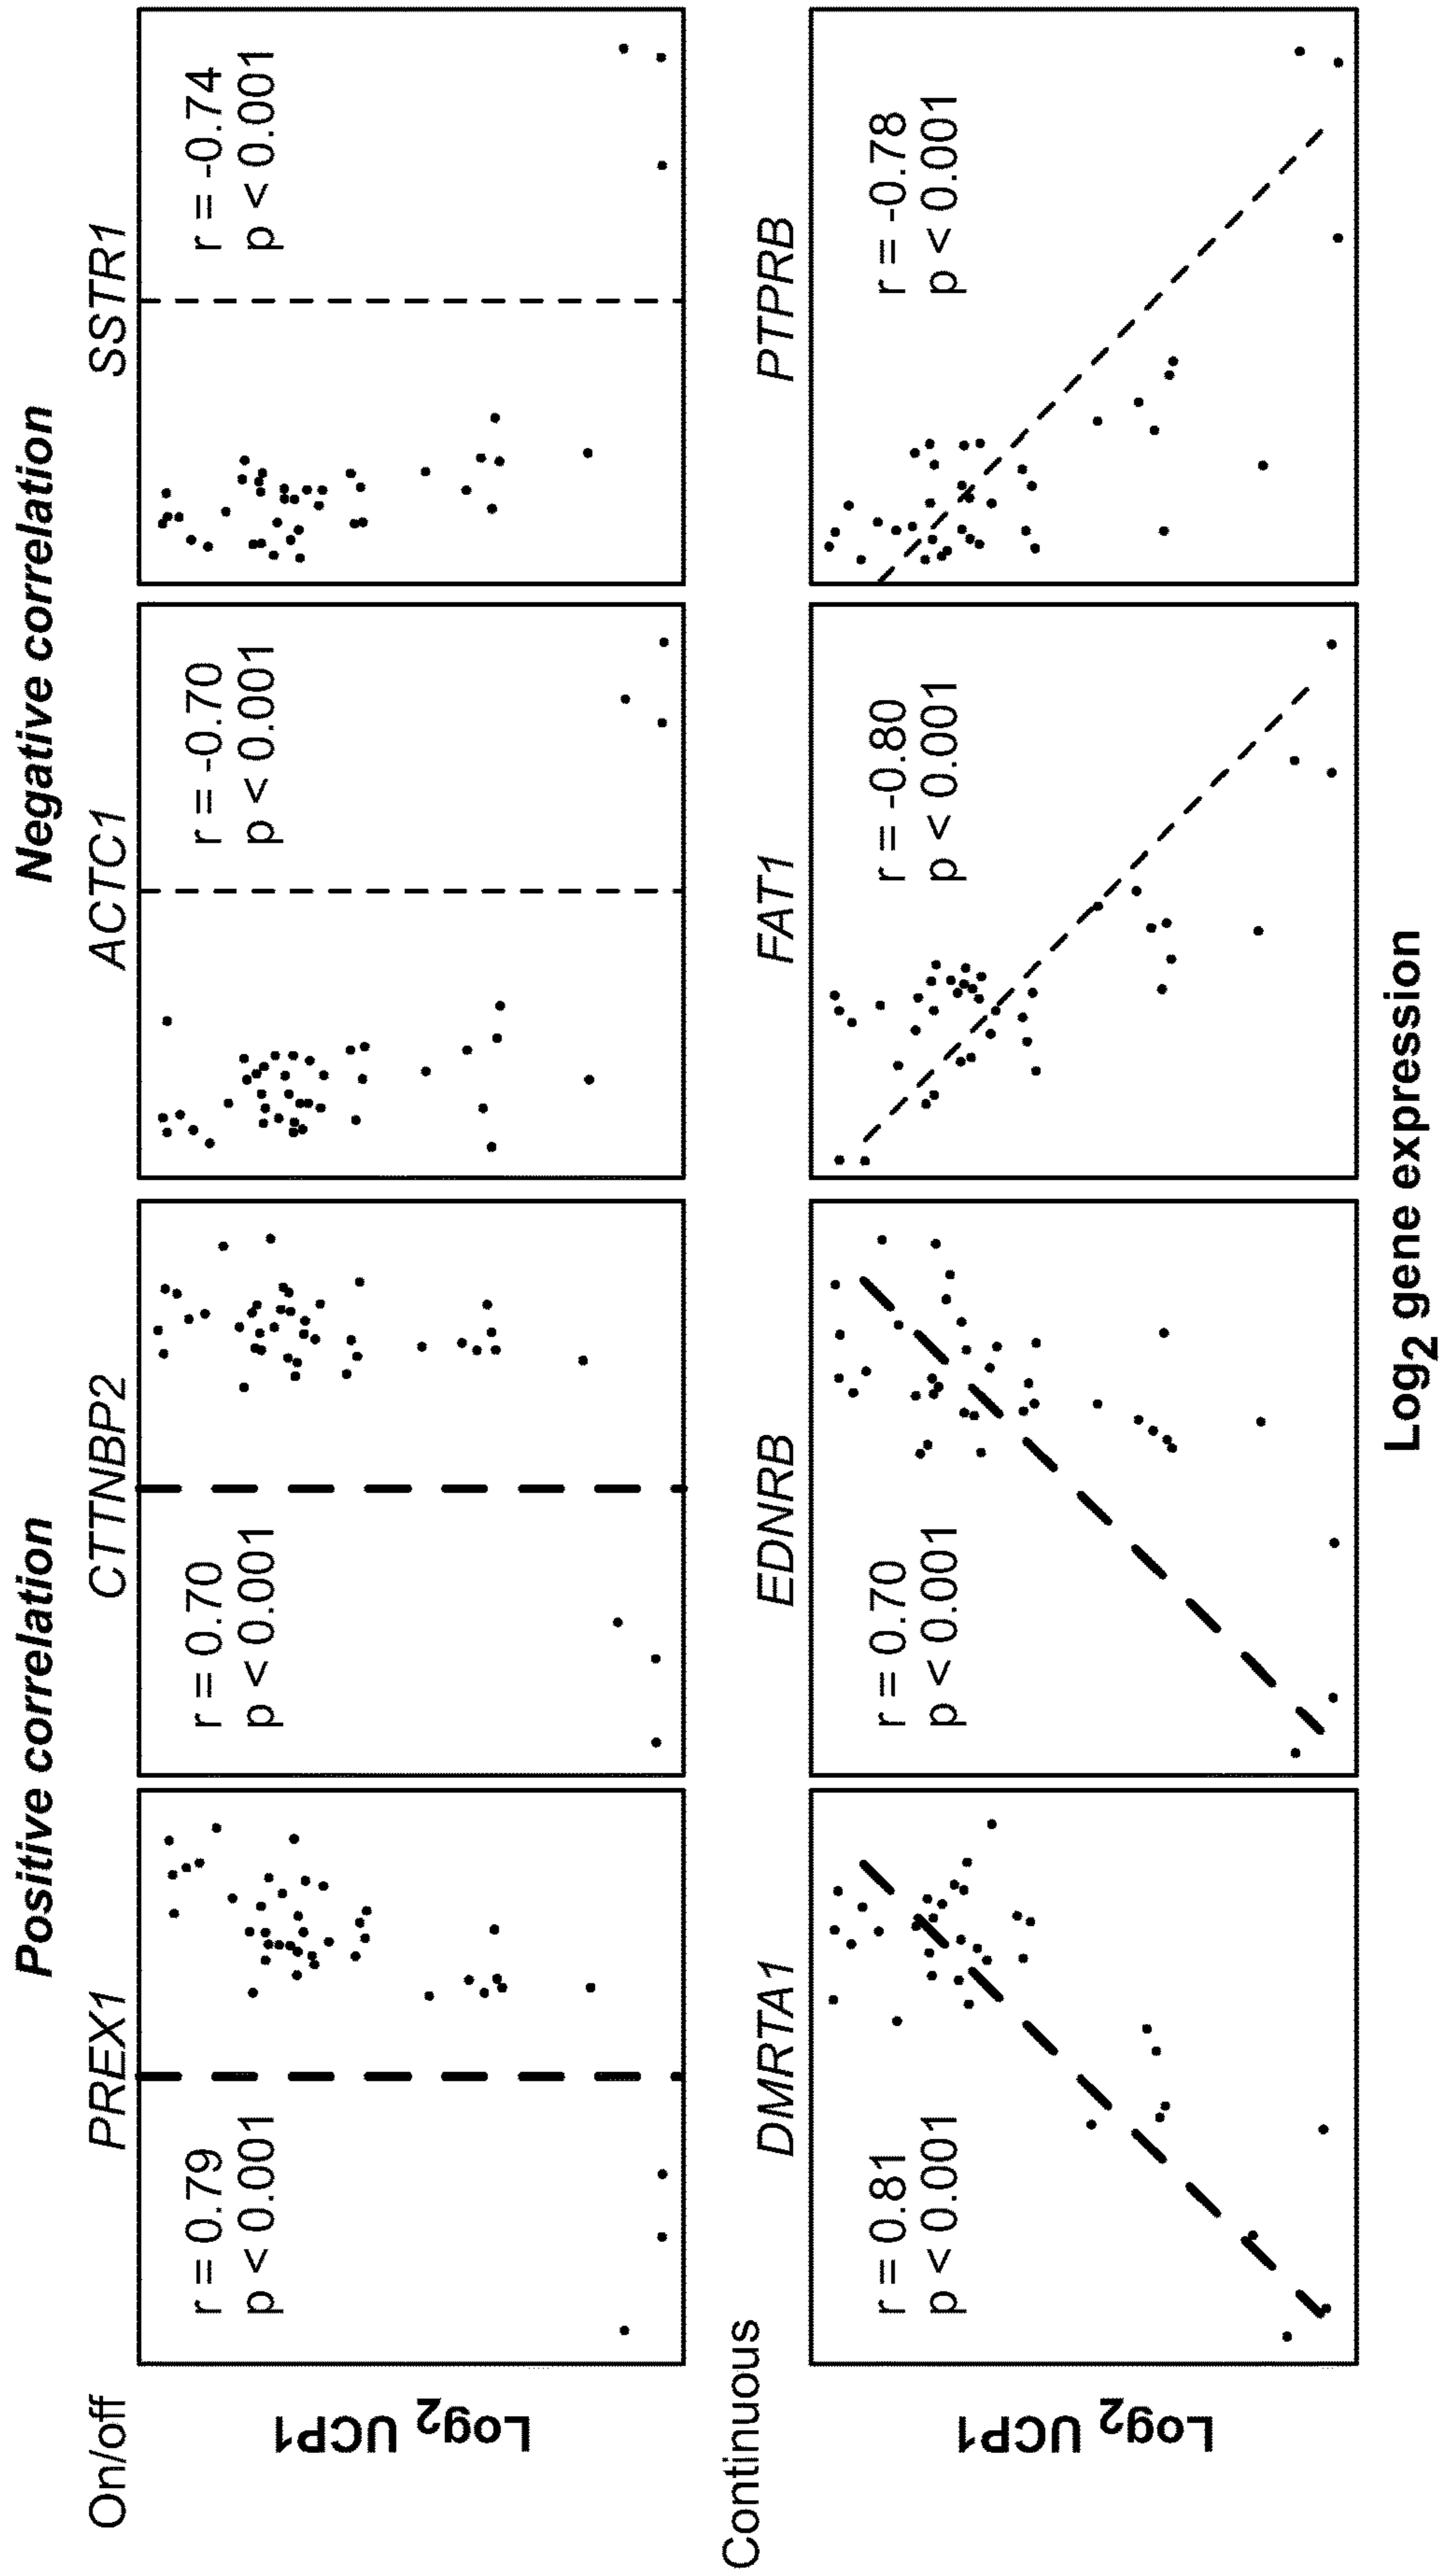 Positive correlation
Negative correlation
On/off
PREX1
CTTNBP2
ACTC1
SSTR1
Log2 UCP1
r = 0.79
p < 0.001
r = 0.70
p < 0.001
r = -0.70
p < 0.001
r = -0.74
p < 0.001
Continuous
DMRTA1
EDNRB
FAT1
PTPRB
Log2 UCP1
r = 0.81
p < 0.001
r = 0.70
p < 0.001
r = -0.80
p < 0.001
r = -0.78
p < 0.001
Log2 gene expression